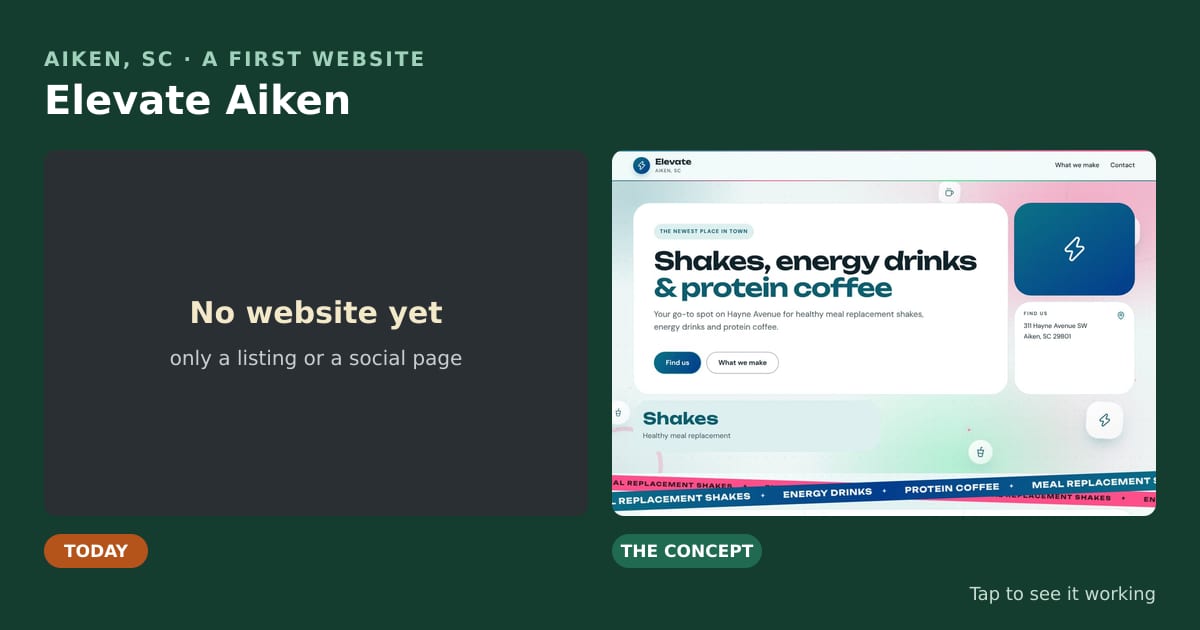 AIKEN, SC · A FIRST WEBSITE
Elevate Aiken
No website yet
only a listing or a social page
TODAY
Elevate
AIKEN, SC
What we make
Contact
THE NEWEST PLACE IN TOWN
Shakes, energy drinks
& protein coffee
Your go-to spot on Hayne Avenue for healthy meal replacement shakes,
energy drinks and protein coffee.
Find us
What we make
FIND US
311 Hayne Avenue SW
Aiken, SC 29801
Shakes
Healthy meal replacement
AL REPLACEMENT SHAKES
REPLACEMENT SHAKES + ENERGY DRINKS + PROTEIN COFFEE + MEAL REPLACEMENT S
REPLACEMENT SHAKES + EN
THE CONCEPT
Tap to see it working